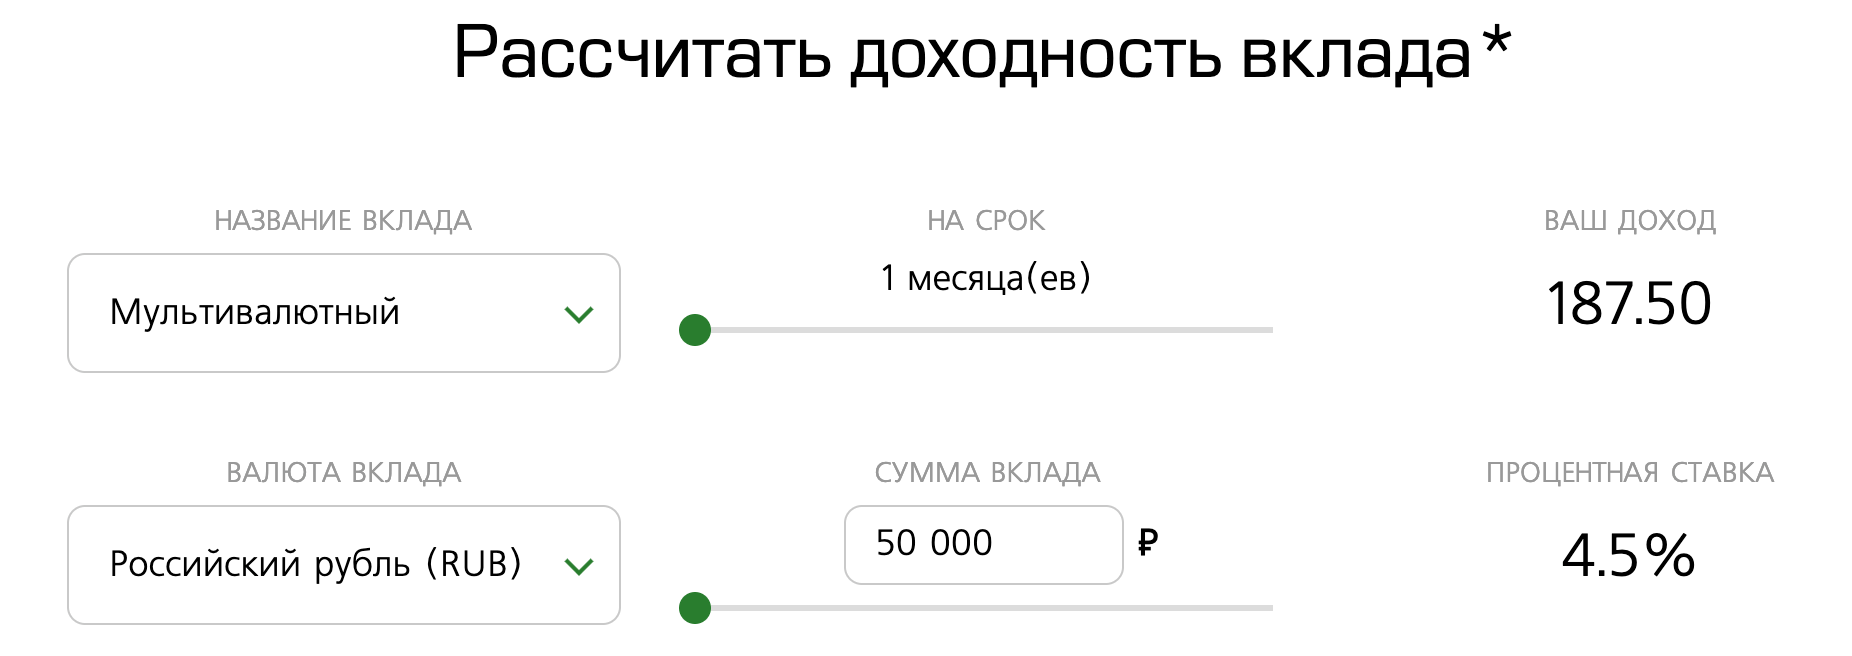 Рассчитать доходность вклада*
НАЗВАНИЕ ВКЛАДА
Мультивалютный
НА СРОК
1 месяца(ев)
ВАШ ДОХОД
187.50
ВАЛЮТА ВКЛАДА
Российский рубль (RUB)
СУММА ВКЛАДА
50 000 ₽
ПРОЦЕНТНАЯ СТАВКА
4.5%